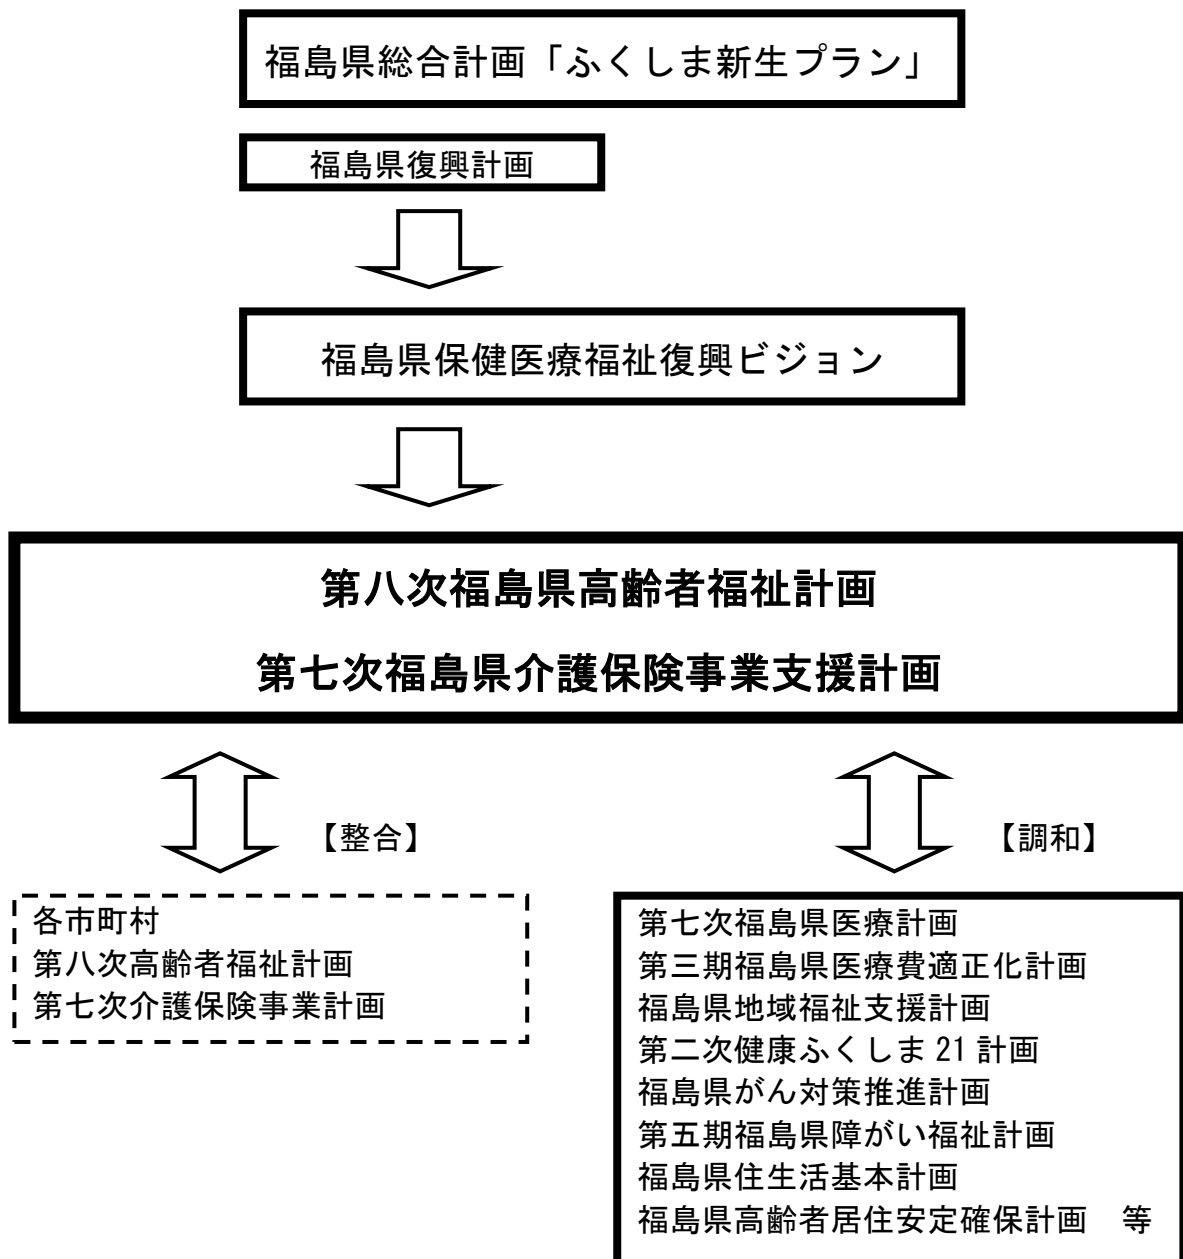 福島県総合計画「ふくしま新生プラン」
福島県復興計画
福島県保健医療福祉復興ビジョン
第八次福島県高齢者福祉計画
第七次福島県介護保険事業支援計画
【整合】
【調和】
各市町村
第八次高齢者福祉計画
第七次介護保険事業計画
第七次福島県医療計画
第三期福島県医療費適正化計画
福島県地域福祉支援計画
第二次健康ふくしま 21 計画
福島県がん対策推進計画
第五期福島県障がい福祉計画
福島県住生活基本計画
福島県高齢者居住安定確保計画　等